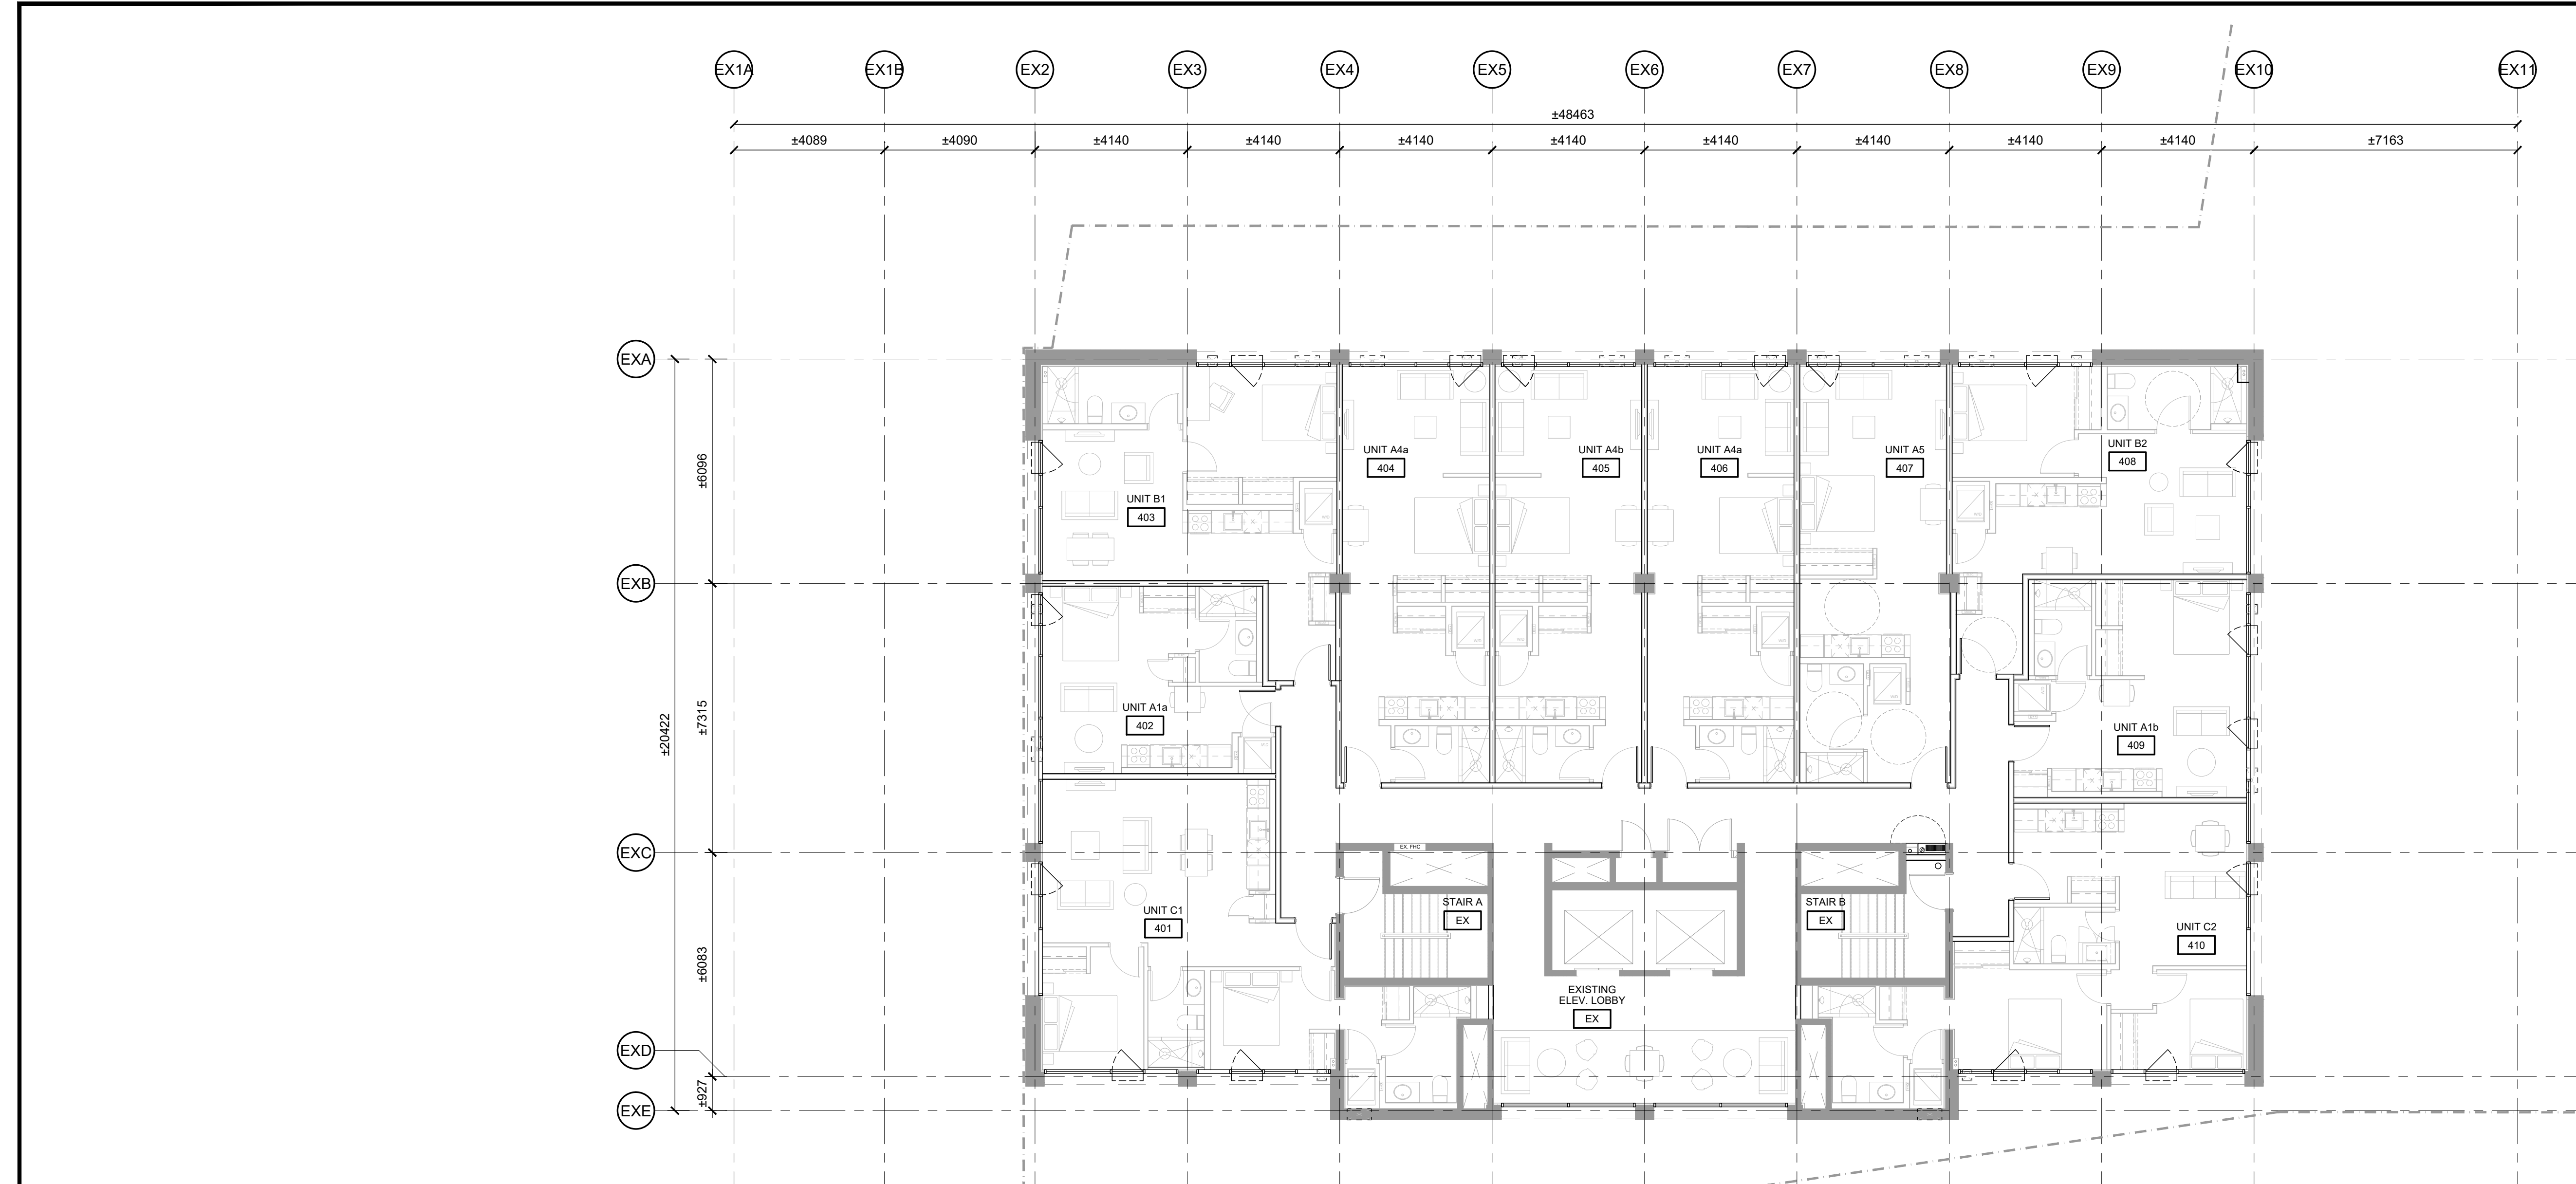 EX1A EX1B EX2 EX3 EX4 EX5 EX6 EX7 EX8 EX9 EX10 EX11
±48463
±4089 ±4090 ±4140 ±4140 ±4140 ±4140 ±4140 ±4140 ±4140 ±4140 ±7163
EXA
EXB
EXC
EXD
EXE
±20422
±6096
±7315
±6083
±927
UNIT B1
403
UNIT A4a
404
UNIT A4b
405
UNIT A4a
406
UNIT A5
407
UNIT B2
408
UNIT A1a
402
UNIT A1b
409
UNIT C1
401
EX. FHC
STAIR A
EX
STAIR B
EX
UNIT C2
410
EXISTING
ELEV. LOBBY
EX